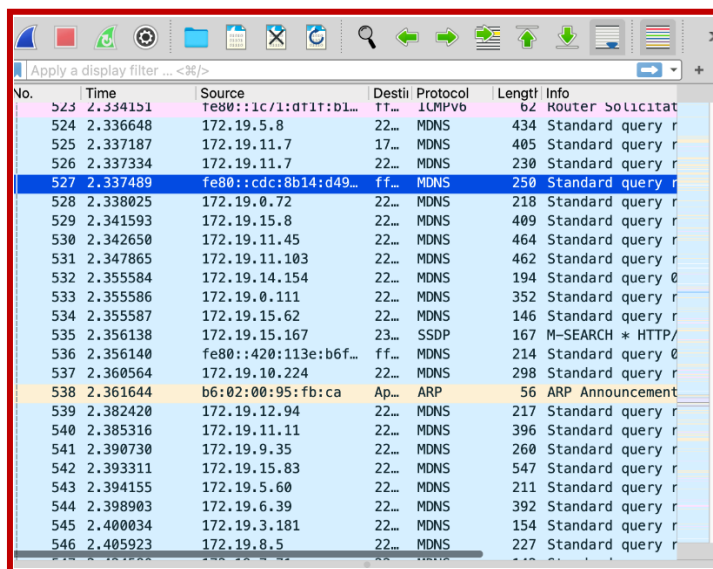 Apply a display filter ... <⌘/>
No. Time Source Destii Protocol Length Info
523 2.334151 fe80::1c71:df1f:b1… ff… ICMPv6 62 Router Solicitat
524 2.336648 172.19.5.8 22… MDNS 434 Standard query r
525 2.337187 172.19.11.7 17… MDNS 405 Standard query r
526 2.337334 172.19.11.7 22… MDNS 230 Standard query r
527 2.337489 fe80::cdc:8b14:d49… ff… MDNS 250 Standard query r
528 2.338025 172.19.0.72 22… MDNS 218 Standard query r
529 2.341593 172.19.15.8 22… MDNS 409 Standard query r
530 2.342650 172.19.11.45 22… MDNS 464 Standard query r
531 2.347865 172.19.11.103 22… MDNS 462 Standard query r
532 2.355584 172.19.14.154 22… MDNS 194 Standard query 0
533 2.355586 172.19.0.111 22… MDNS 352 Standard query r
534 2.355587 172.19.15.62 22… MDNS 146 Standard query r
535 2.356138 172.19.15.167 23… SSDP 167 M-SEARCH * HTTP/
536 2.356140 fe80::420:113e:b6f… ff… MDNS 214 Standard query 0
537 2.360564 172.19.10.224 22… MDNS 298 Standard query r
538 2.361644 b6:02:00:95:fb:ca Ap… ARP 56 ARP Announcement
539 2.382420 172.19.12.94 22… MDNS 217 Standard query r
540 2.385316 172.19.11.11 22… MDNS 396 Standard query r
541 2.390730 172.19.9.35 22… MDNS 260 Standard query r
542 2.393311 172.19.15.83 22… MDNS 547 Standard query r
543 2.394155 172.19.5.60 22… MDNS 211 Standard query r
544 2.398903 172.19.6.39 22… MDNS 392 Standard query r
545 2.400034 172.19.3.181 22… MDNS 154 Standard query r
546 2.405923 172.19.8.5 22… MDNS 227 Standard query r